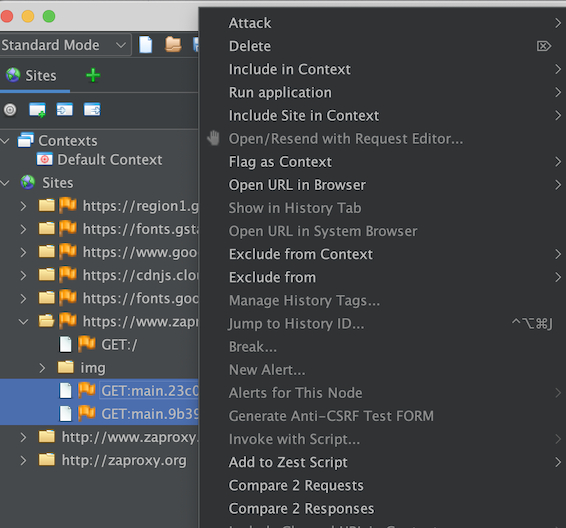 Standard Mode
Sites
Contexts
Default Context
Sites
https://region1.g
https://fonts.gsta
https://www.goo
https://cdnjs.clou
https://fonts.goo
https://www.zapr
GET:/
img
GET:main.23c0
GET:main.9b39
http://www.zaproxy.
http://zaproxy.org
Attack
Delete
Include in Context
Run application
Include Site in Context
Open/Resend with Request Editor...
Flag as Context
Open URL in Browser
Show in History Tab
Open URL in System Browser
Exclude from Context
Exclude from
Manage History Tags...
Jump to History ID... ^⌥⌘J
Break...
New Alert...
Alerts for This Node
Generate Anti-CSRF Test FORM
Invoke with Script...
Add to Zest Script
Compare 2 Requests
Compare 2 Responses